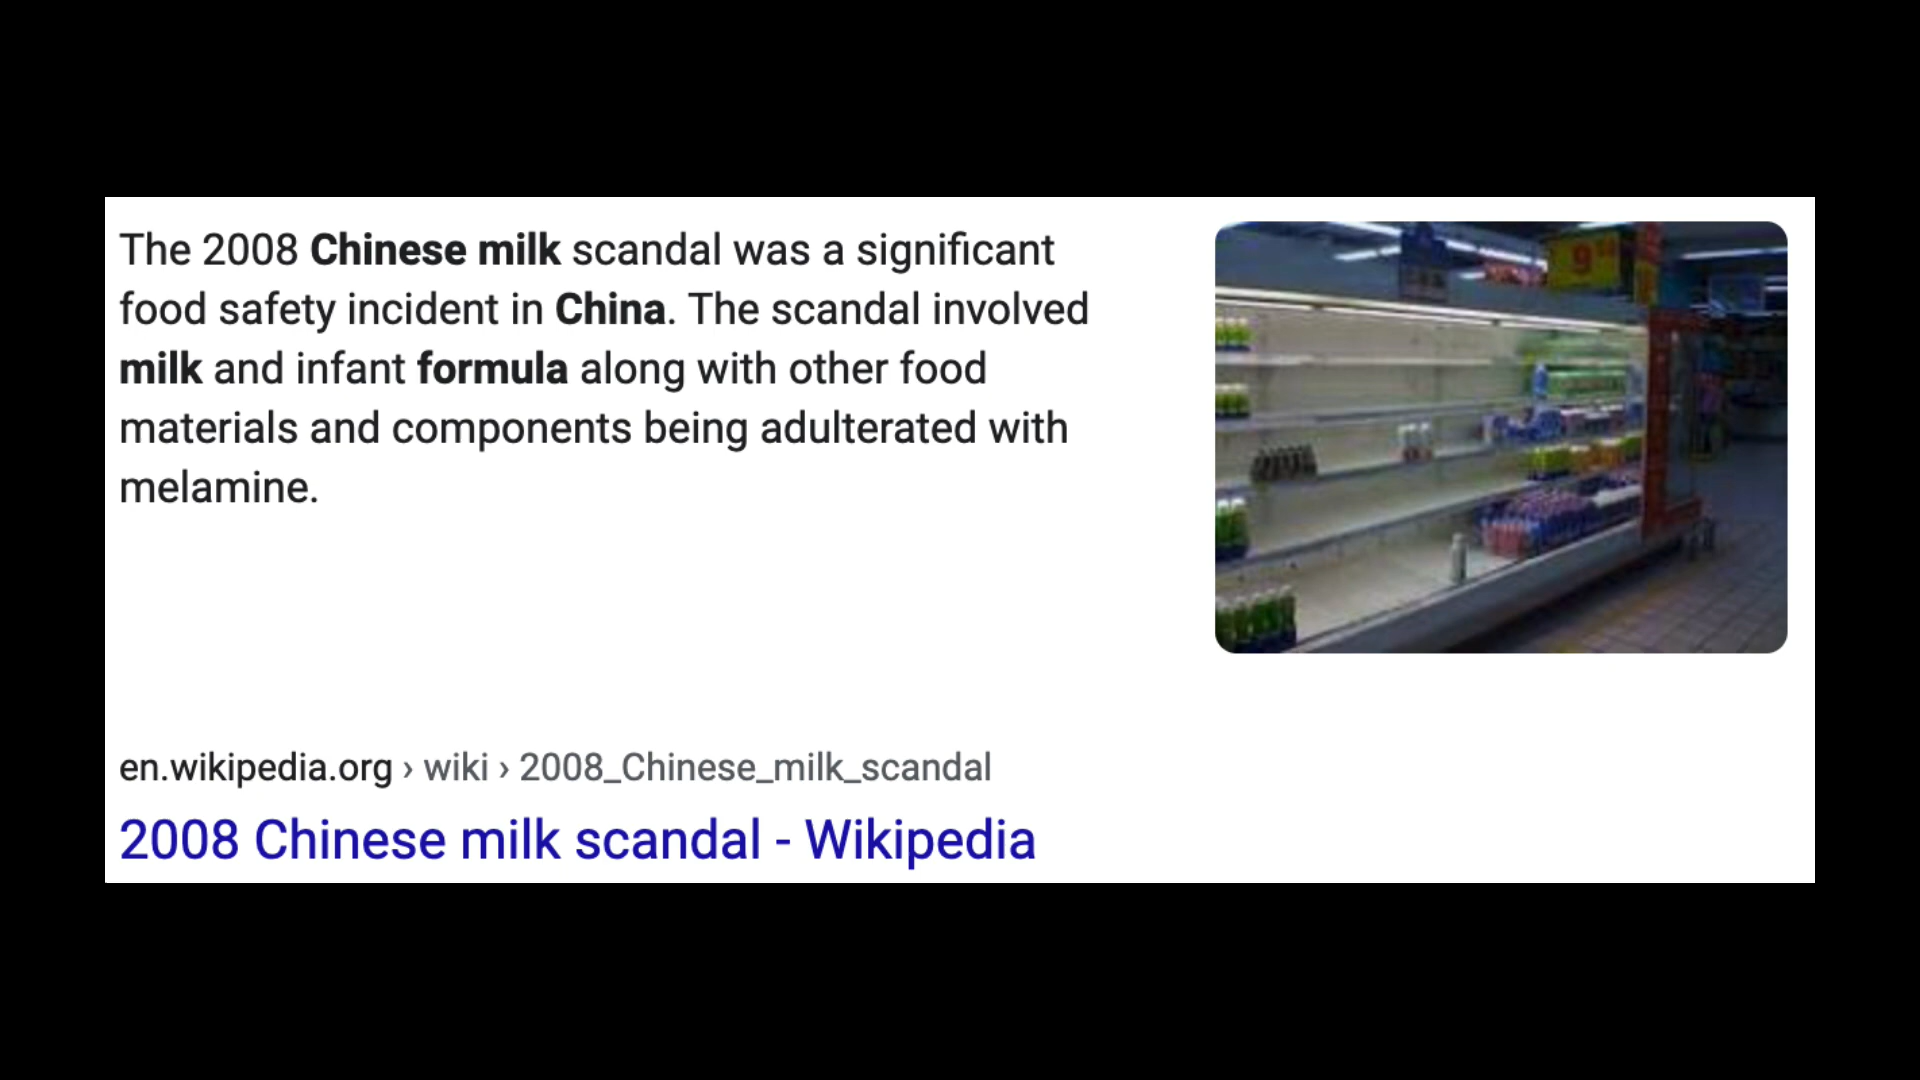 The 2008 Chinese milk scandal was a significant
food safety incident in China. The scandal involved
milk and infant formula along with other food
materials and components being adulterated with
melamine.
9
en.wikipedia.org › wiki › 2008_Chinese_milk_scandal
2008 Chinese milk scandal - Wikipedia